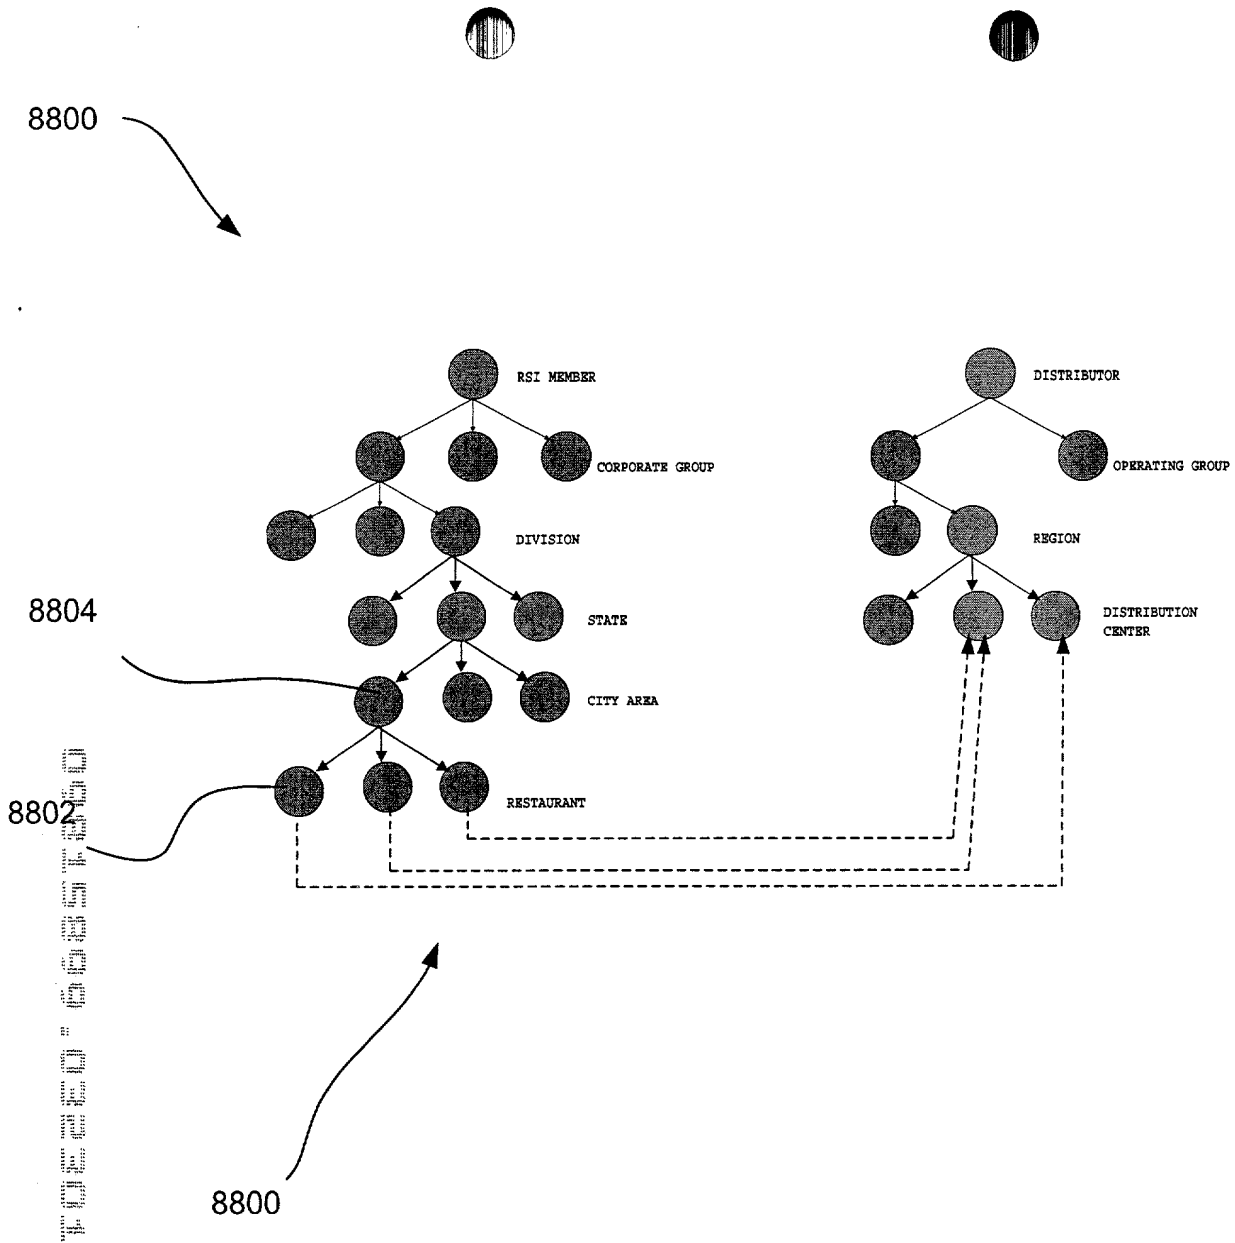 8800
RSI MEMBER
DISTRIBUTOR
CORPORATE GROUP
OPERATING GROUP
DIVISION
REGION
8804
STATE
DISTRIBUTION
CENTER
CITY AREA
8802
RESTAURANT
8800